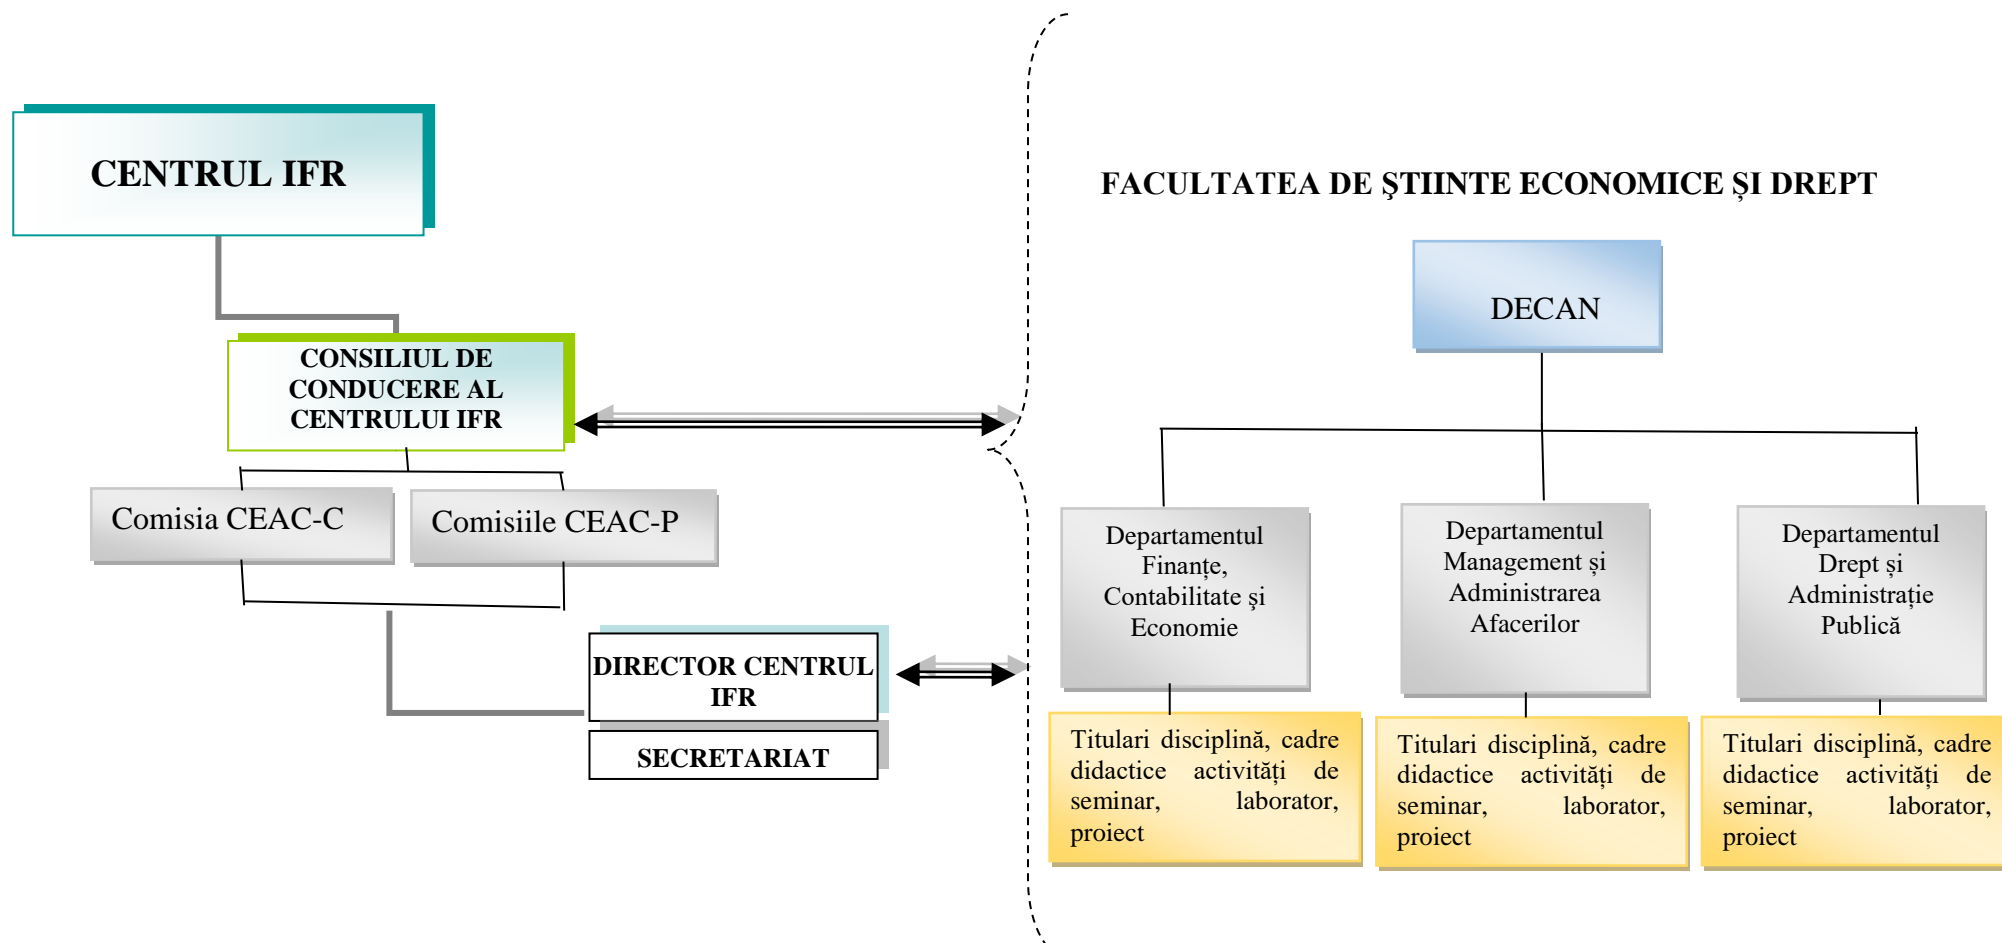 CENTRUL IFR
CONSILIUL DE
CONDUCERE AL
CENTRULUI IFR
Comisia CEAC-C
Comisiile CEAC-P
DIRECTOR CENTRUL
IFR
SECRETARIAT
FACULTATEA DE ŞTIINTE ECONOMICE ȘI DREPT
DECAN
Departamentul
Finanțe,
Contabilitate şi
Economie
Departamentul
Management și
Administrarea
Afacerilor
Departamentul
Drept și
Administrație
Publică
Titulari disciplină, cadre
didactice activități de
seminar, laborator,
proiect
Titulari disciplină, cadre
didactice activități de
seminar, laborator,
proiect
Titulari disciplină, cadre
didactice activități de
seminar, laborator,
proiect